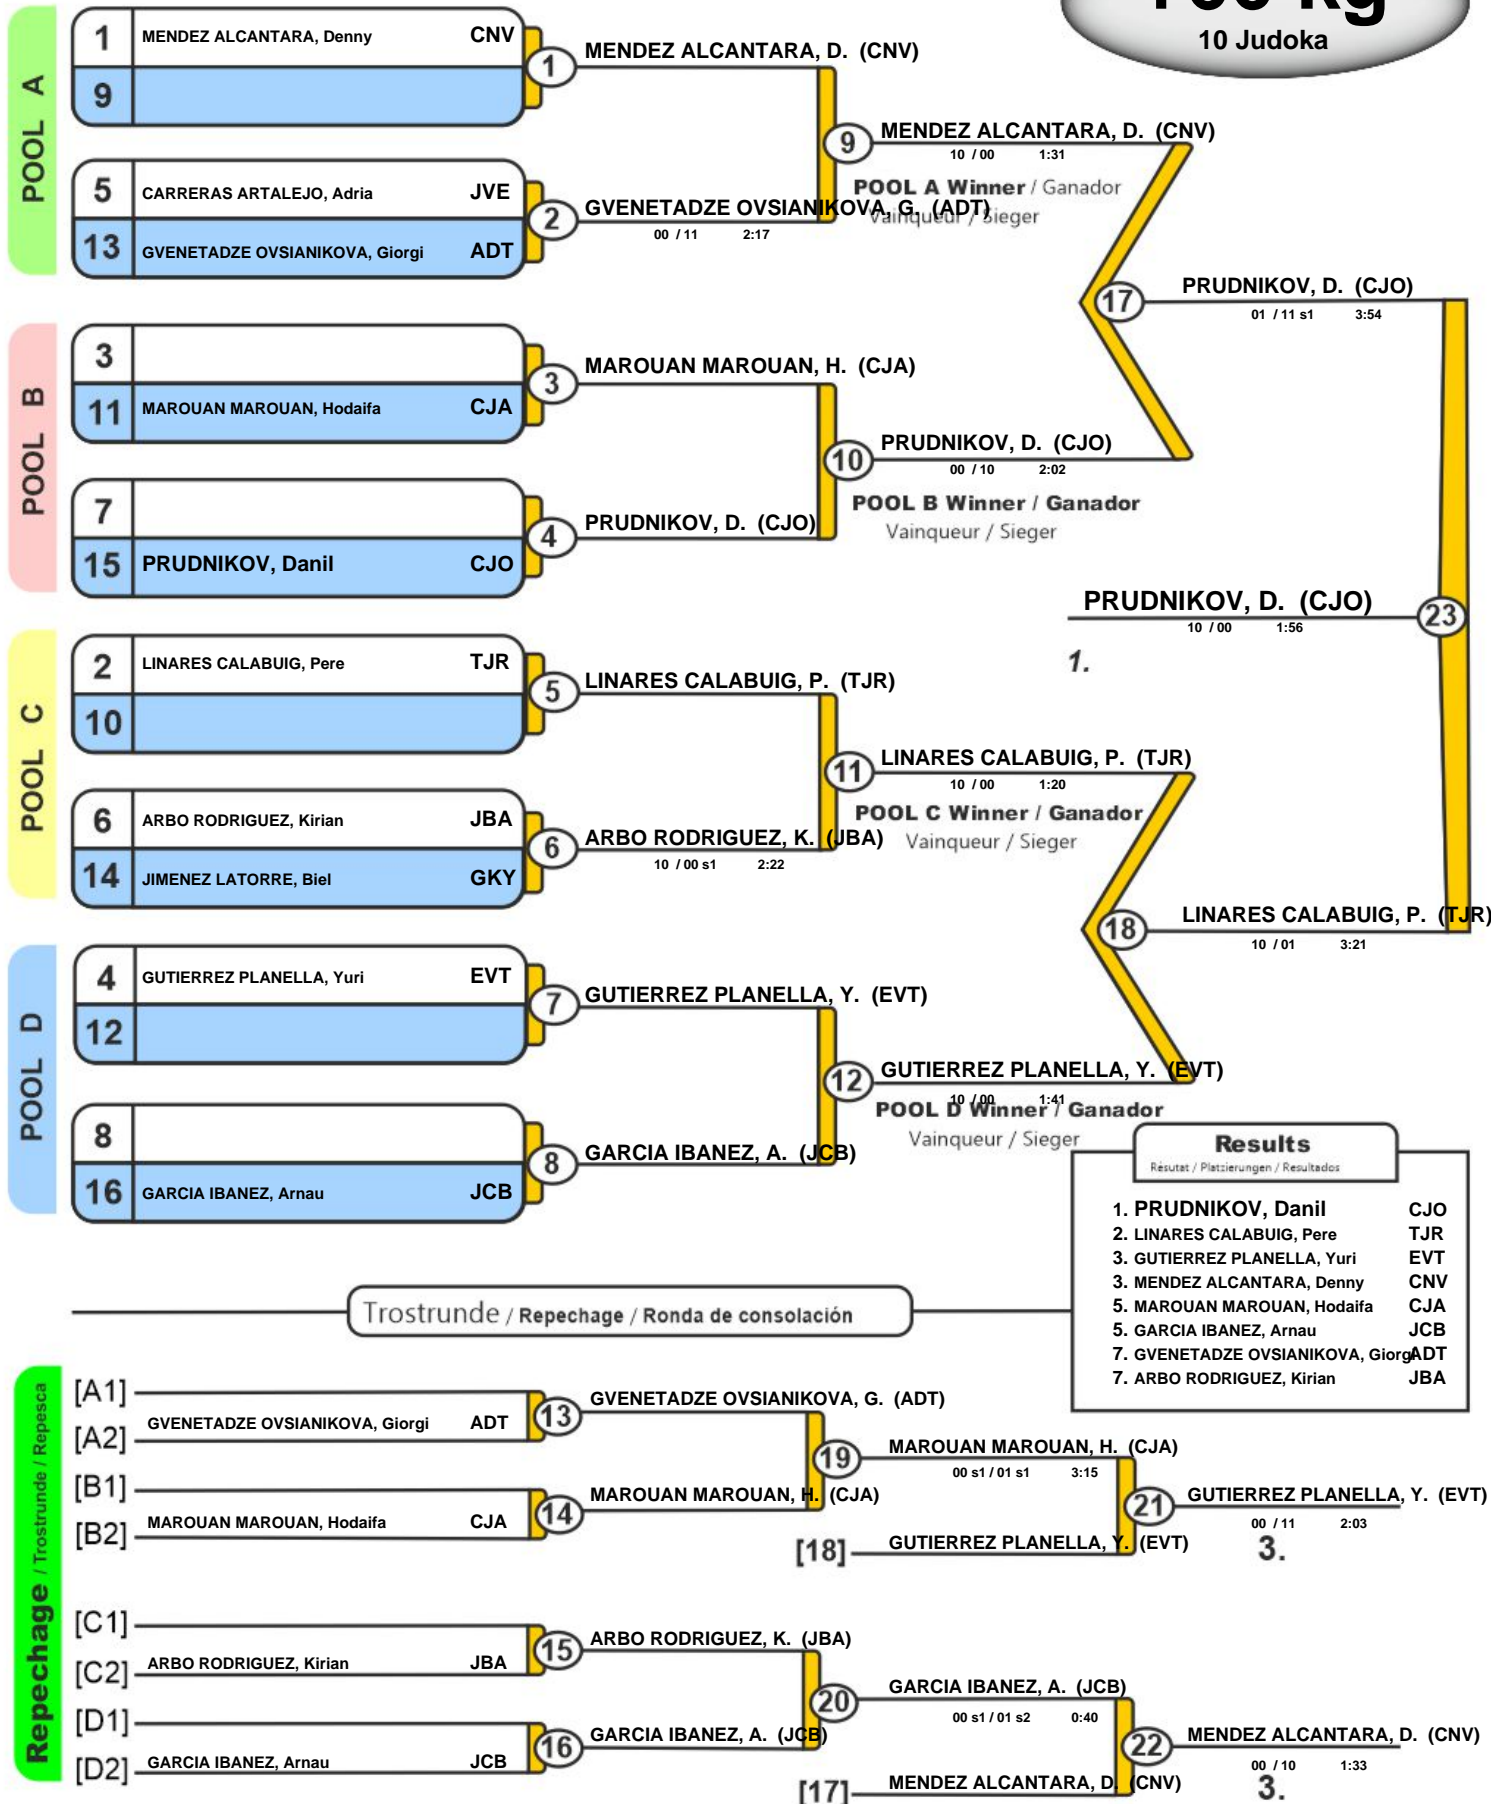 10 Judoka
POOL A
1 MENDEZ ALCANTARA, Denny CNV
9
1
MENDEZ ALCANTARA, D. (CNV)
5 CARRERAS ARTALEJO, Adria JVE
13 GVENETADZE OVSIANIKOVA, Giorgi ADT
2
GVENETADZE OVSIANIKOVA, G. (ADT)
00 / 11 2:17
9
MENDEZ ALCANTARA, D. (CNV)
10 / 00 1:31
POOL A Winner / Ganador
Vainqueur / Sieger
POOL B
3
11 MAROUAN MAROUAN, Hodaifa CJA
3
MAROUAN MAROUAN, H. (CJA)
7
15 PRUDNIKOV, Danil CJO
4
PRUDNIKOV, D. (CJO)
10
PRUDNIKOV, D. (CJO)
00 / 10 2:02
POOL B Winner / Ganador
Vainqueur / Sieger
17
PRUDNIKOV, D. (CJO)
01 / 11 s1 3:54
PRUDNIKOV, D. (CJO)
23
10 / 00 1:56
1.
POOL C
2 LINARES CALABUIG, Pere TJR
10
5
LINARES CALABUIG, P. (TJR)
6 ARBO RODRIGUEZ, Kirian JBA
14 JIMENEZ LATORRE, Biel GKY
6
ARBO RODRIGUEZ, K. (JBA)
10 / 00 s1 2:22
11
LINARES CALABUIG, P. (TJR)
10 / 00 1:20
POOL C Winner / Ganador
Vainqueur / Sieger
18
LINARES CALABUIG, P. (TJR)
10 / 01 3:21
POOL D
4 GUTIERREZ PLANELLA, Yuri EVT
12
7
GUTIERREZ PLANELLA, Y. (EVT)
8
16 GARCIA IBANEZ, Arnau JCB
8
GARCIA IBANEZ, A. (JCB)
12
GUTIERREZ PLANELLA, Y. (EVT)
10 / 00 1:41
POOL D Winner / Ganador
Vainqueur / Sieger
Results
Résutat / Platzierungen / Resultados
1. PRUDNIKOV, Danil CJO
2. LINARES CALABUIG, Pere TJR
3. GUTIERREZ PLANELLA, Yuri EVT
3. MENDEZ ALCANTARA, Denny CNV
5. MAROUAN MAROUAN, Hodaifa CJA
5. GARCIA IBANEZ, Arnau JCB
7. GVENETADZE OVSIANIKOVA, Giorgi ADT
7. ARBO RODRIGUEZ, Kirian JBA
Trostrunde / Repechage / Ronda de consolación
Repechage / Trostrunde / Repesca
[A1]
[A2] GVENETADZE OVSIANIKOVA, Giorgi ADT
13
GVENETADZE OVSIANIKOVA, G. (ADT)
[B1]
[B2] MAROUAN MAROUAN, Hodaifa CJA
14
MAROUAN MAROUAN, H. (CJA)
19
MAROUAN MAROUAN, H. (CJA)
00 s1 / 01 s1 3:15
[18] GUTIERREZ PLANELLA, Y. (EVT)
21
GUTIERREZ PLANELLA, Y. (EVT)
00 / 11 2:03
3.
[C1]
[C2] ARBO RODRIGUEZ, Kirian JBA
15
ARBO RODRIGUEZ, K. (JBA)
[D1]
[D2] GARCIA IBANEZ, Arnau JCB
16
GARCIA IBANEZ, A. (JCB)
20
GARCIA IBANEZ, A. (JCB)
00 s1 / 01 s2 0:40
[17] MENDEZ ALCANTARA, D. (CNV)
22
MENDEZ ALCANTARA, D. (CNV)
00 / 10 1:33
3.